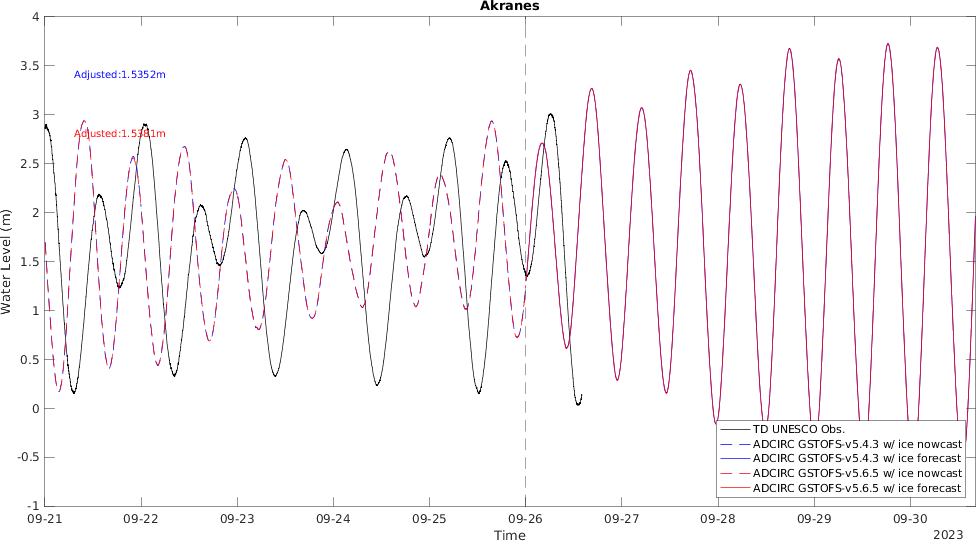 Akranes
4
3.5
3
2.5
2
1.5
1
0.5
0
-0.5
-1
Water Level (m)
Adjusted:1.5352m
Adjusted:1.5381m
TD UNESCO Obs.
ADCIRC GSTOFS-v5.4.3 w/ ice nowcast
ADCIRC GSTOFS-v5.4.3 w/ ice forecast
ADCIRC GSTOFS-v5.6.5 w/ ice nowcast
ADCIRC GSTOFS-v5.6.5 w/ ice forecast
09-21 09-22 09-23 09-24 09-25 09-26 09-27 09-28 09-29 09-30
Time
2023